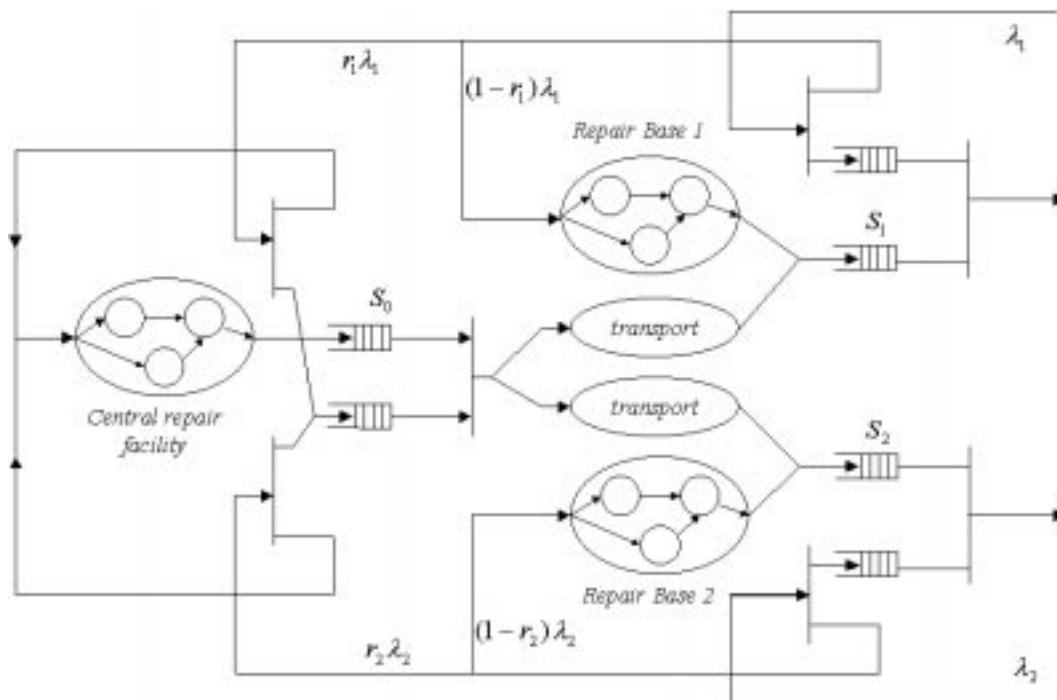 λ₁
r₁λ₁
(1 − r₁)λ₁
Repair Base 1
S₁
S₀
transport
Central repair
facility
transport
S₂
Repair Base 2
(1 − r₂)λ₂
r₂λ₂
λ₂